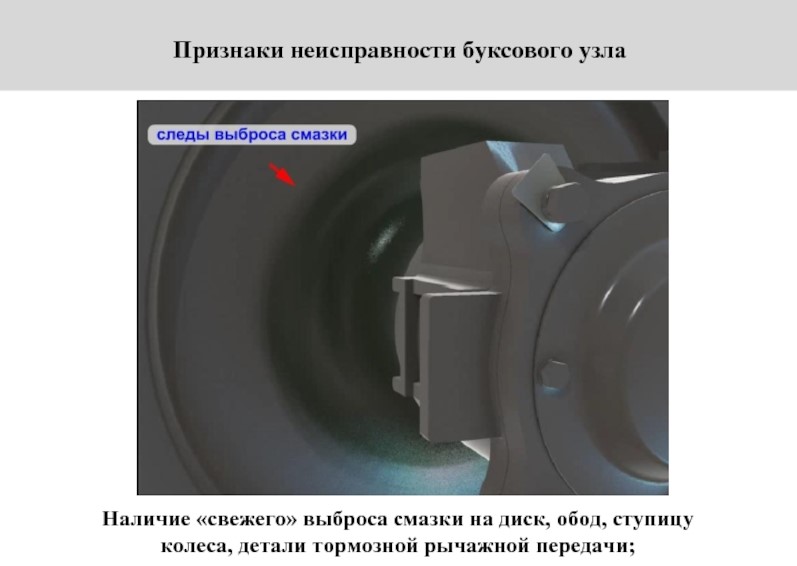 Признаки неисправности буксового узла
следы выброса смазки
Наличие «свежего» выброса смазки на диск, обод, ступицу
колеса, детали тормозной рычажной передачи;